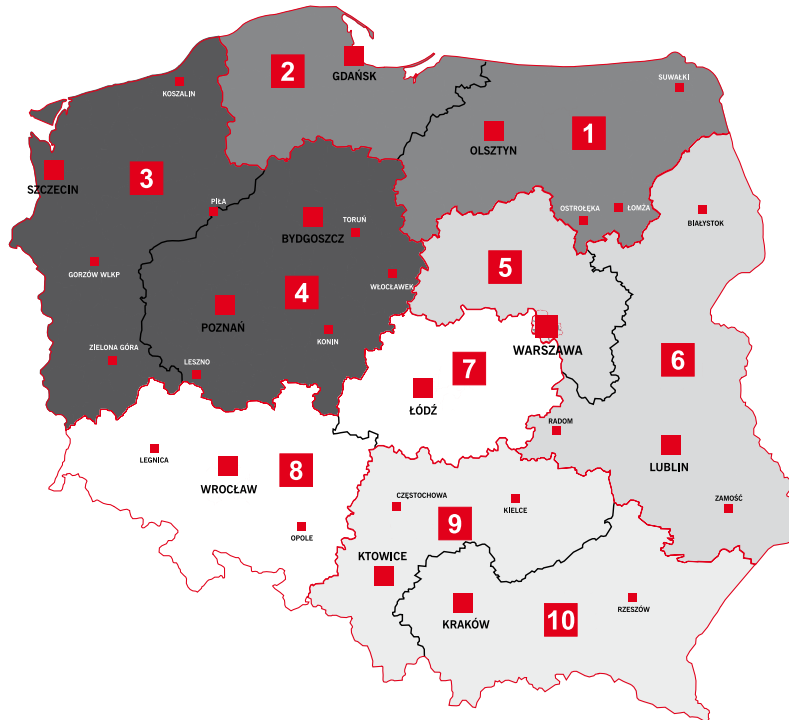 2
GDAŃSK
KOSZALIN
SUWAŁKI
1
OLSZTYN
SZCZECIN
3
PIŁA
BYDGOSZCZ
TORUŃ
OSTROŁĘKA
ŁOMŻA
BIAŁYSTOK
GORZÓW WLKP
WŁOCŁAWEK
5
4
POZNAŃ
KONIN
WARSZAWA
ZIELONA GÓRA
LESZNO
7
6
ŁÓDŹ
RADOM
LEGNICA
WROCŁAW
8
LUBLIN
OPOLE
CZĘSTOCHOWA
KIELCE
ZAMOŚĆ
9
KTOWICE
KRAKÓW
10
RZESZÓW